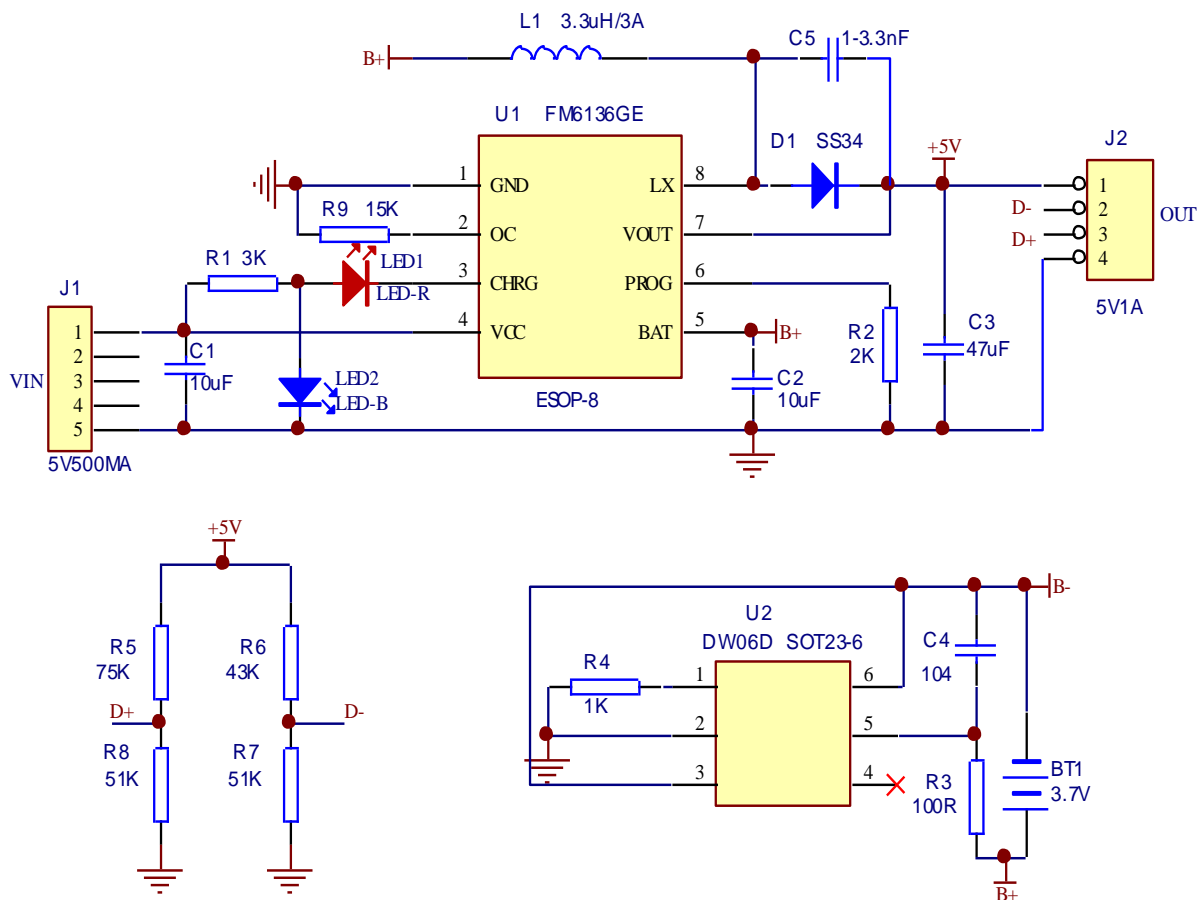 L1 3.3uH/3A
B+
C5 1-3.3nF
U1 FM6136GE
D1 SS34
+5V
J2
1 GND
8 LX
1
R9 15K
2 OC
7 VOUT
D-
2
OUT
D+
3
R1 3K
LED1
LED-R
3 CHRG
6 PROG
4
J1
1
4 VCC
5 BAT
B+
R2
2K
C3
47uF
5V1A
2
C1
10uF
VIN
3
LED2
LED-B
4
ESOP-8
C2
10uF
5
5V500MA
+5V
B-
U2
DW06D SOT23-6
R5
75K
R6
43K
R4
1K
1
6
C4
104
D+
D-
2
5
R8
51K
R7
51K
3
4
R3
100R
BT1
3.7V
B+